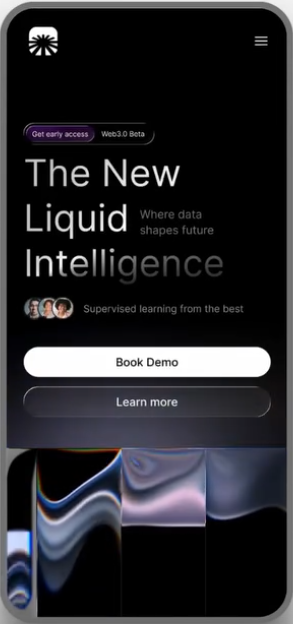 Get early access Web3.0 Beta
The New
Liquid Where data
shapes future
Intelligence
Supervised learning from the best
Book Demo
Learn more